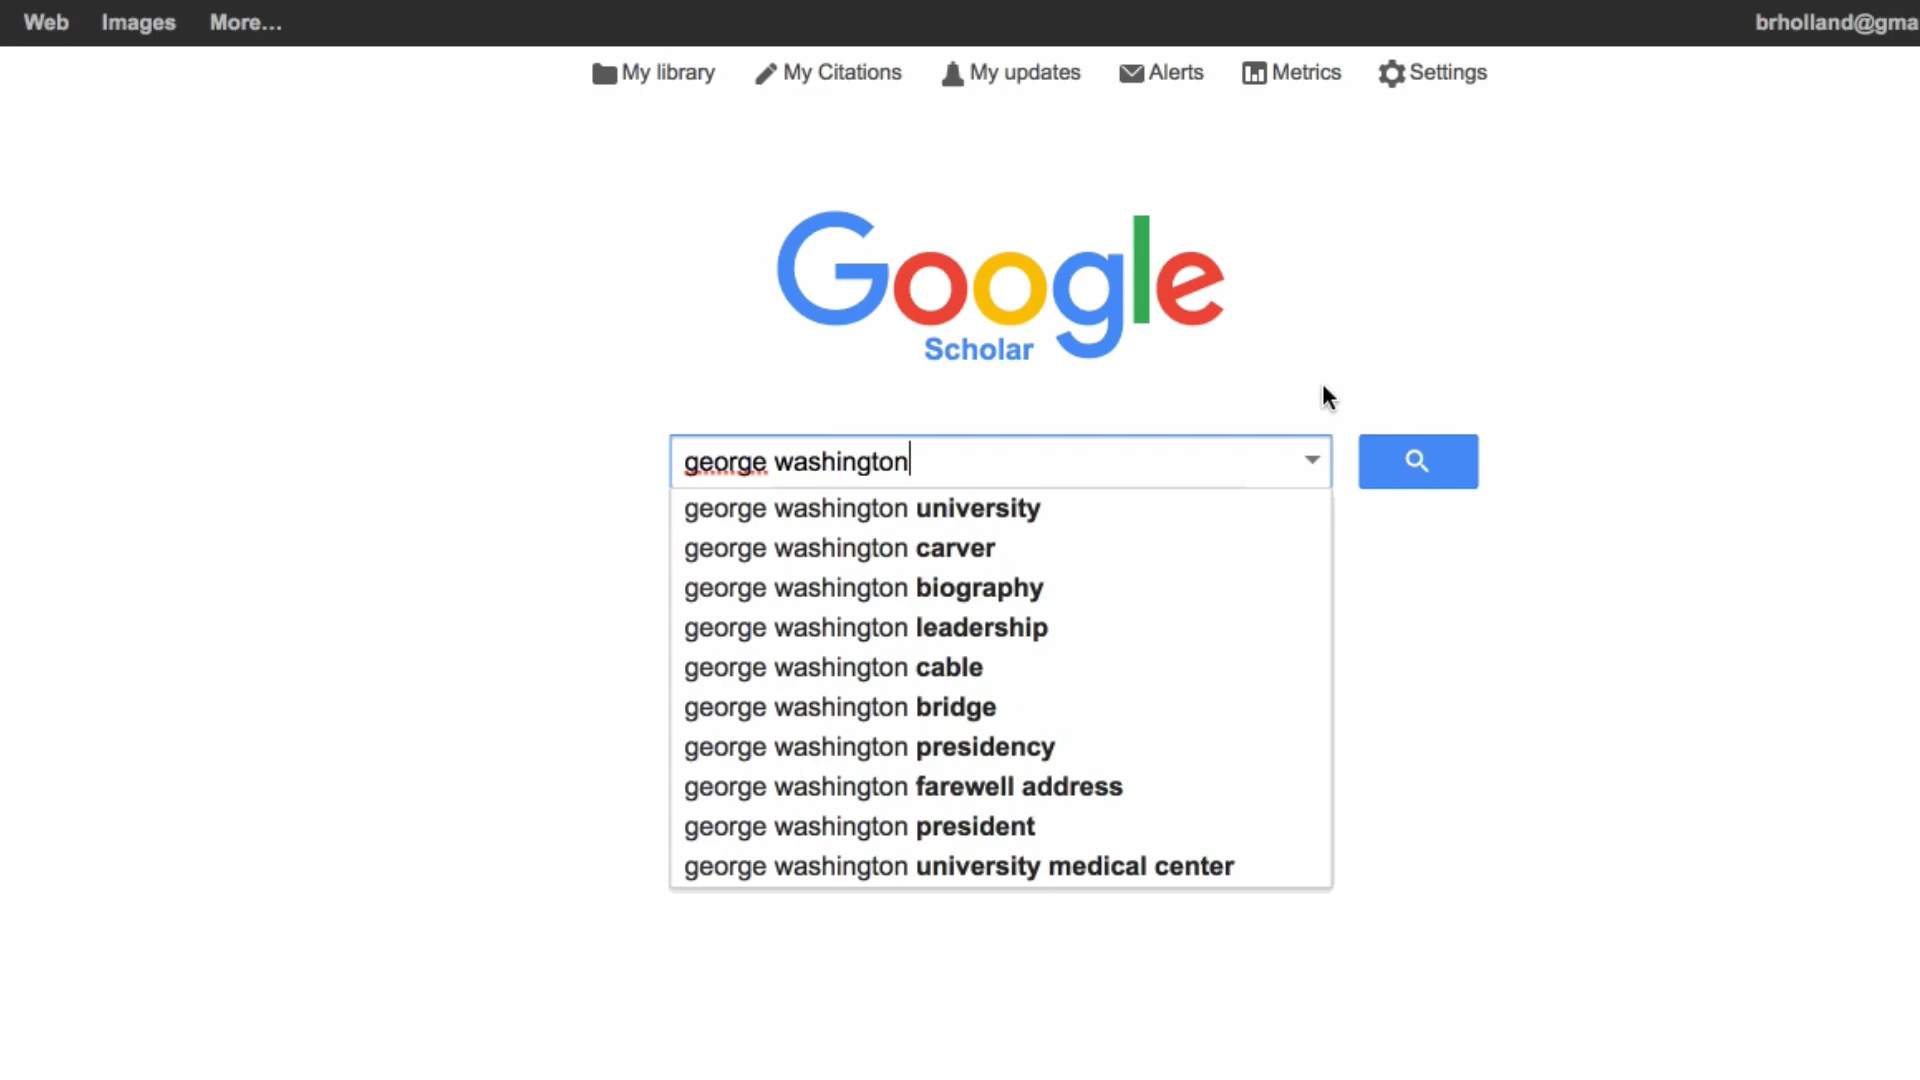 Web Images More... brholland@gma
My library My Citations My updates Alerts Metrics Settings
Google
Scholar
george washington
george washington university
george washington carver
george washington biography
george washington leadership
george washington cable
george washington bridge
george washington presidency
george washington farewell address
george washington president
george washington university medical center